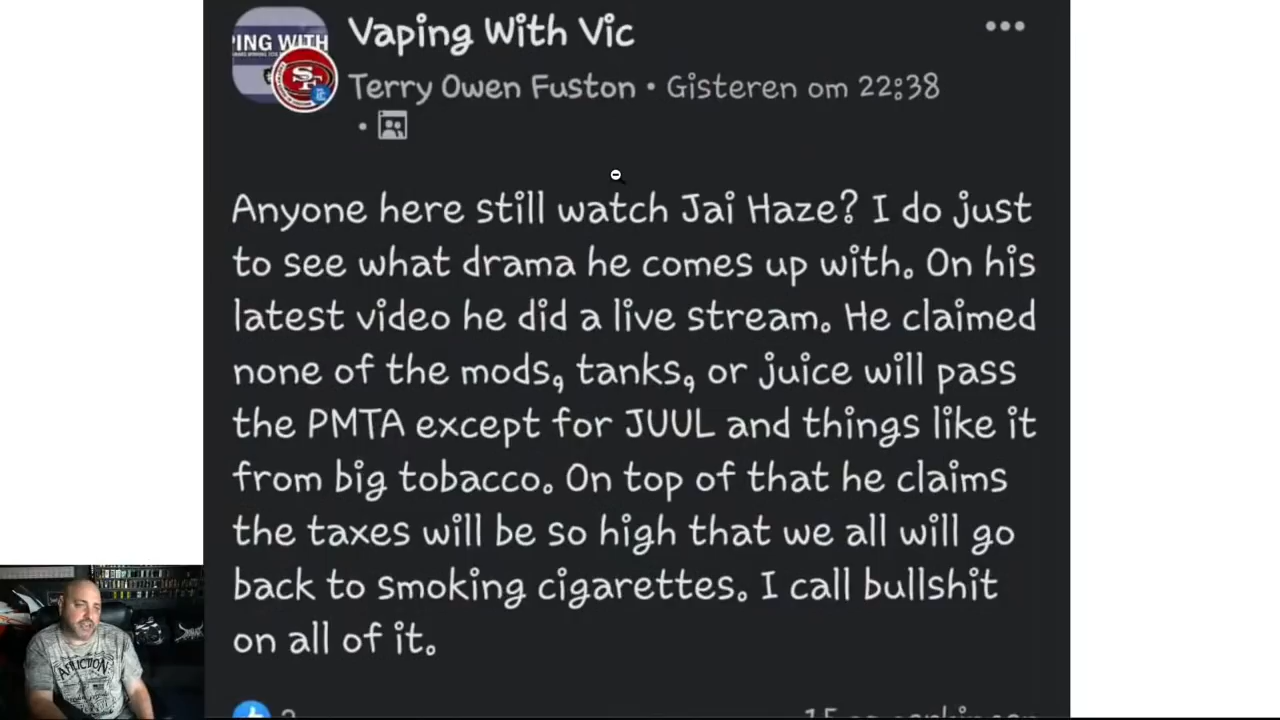 PING WITH
SF
Vaping With Vic
Terry Owen Fuston • Gisteren om 22:38
Anyone here still watch Jai Haze? I do just
to see what drama he comes up with. On his
latest video he did a live stream. He claimed
none of the mods, tanks, or juice will pass
the PMTA except for JUUL and things like it
from big tobacco. On top of that he claims
the taxes will be so high that we all will go
back to smoking cigarettes. I call bullshit
on all of it.
AFFLICTION